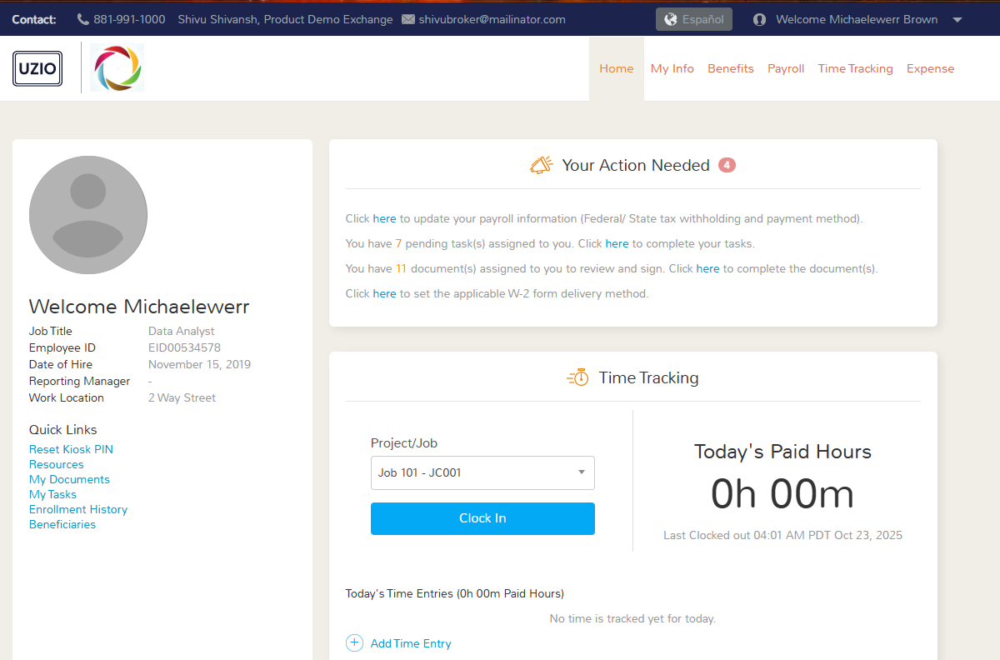 Contact: 881-991-1000 Shivu Shivansh, Product Demo Exchange shivubroker@mailinator.com Español Welcome Michaelewerr Brown
UZIO Home My Info Benefits Payroll Time Tracking Expense
Welcome Michaelewerr
Job Title Data Analyst
Employee ID EID00534578
Date of Hire November 15, 2019
Reporting Manager -
Work Location 2 Way Street
Quick Links
Reset Kiosk PIN
Resources
My Documents
My Tasks
Enrollment History
Beneficiaries
Your Action Needed 4
Click here to update your payroll information (Federal/ State tax withholding and payment method).
You have 7 pending task(s) assigned to you. Click here to complete your tasks.
You have 11 document(s) assigned to you to review and sign. Click here to complete the document(s).
Click here to set the applicable W-2 form delivery method.
Time Tracking
Project/Job
Job 101 - JC001
Clock In
Today's Paid Hours
0h 00m
Last Clocked out 04:01 AM PDT Oct 23, 2025
Today's Time Entries (0h 00m Paid Hours)
No time is tracked yet for today.
Add Time Entry